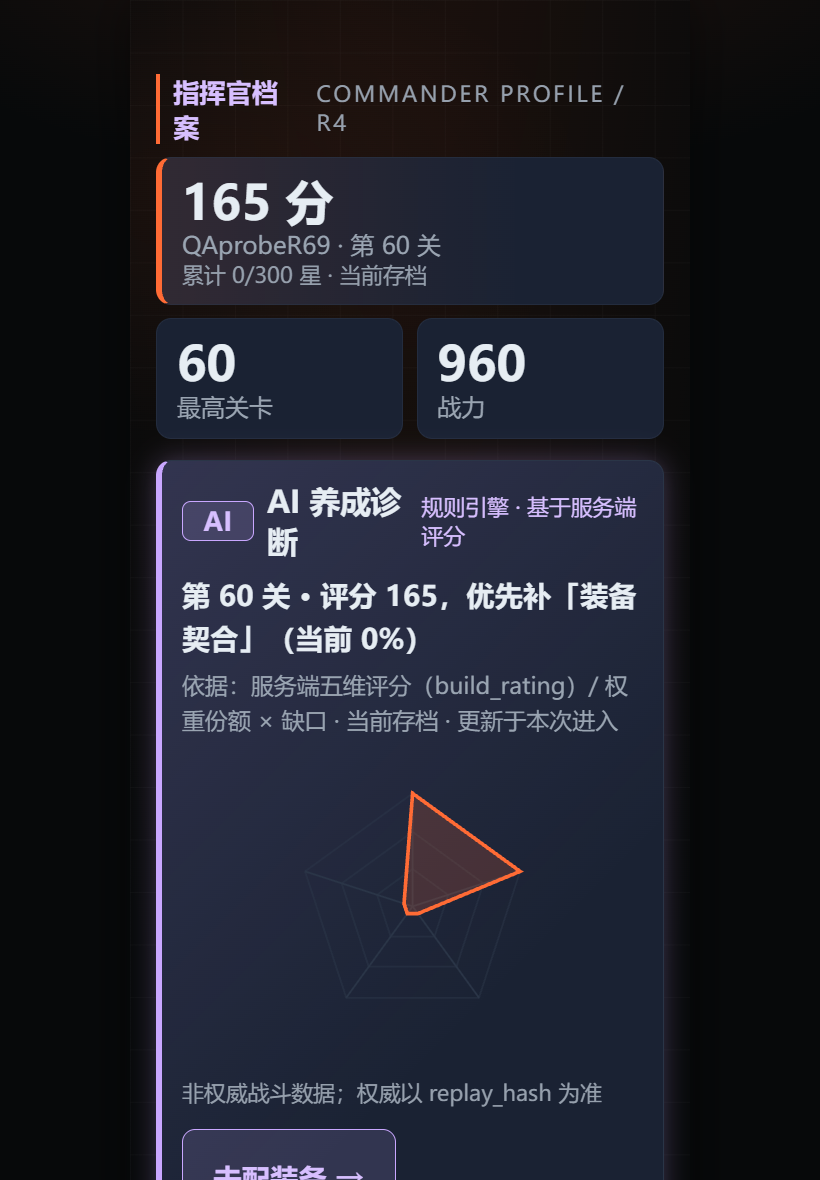 指挥官档
案
COMMANDER PROFILE /
R4
165 分
QAprobeR69 · 第 60 关
累计 0/300 星 · 当前存档
60
最高关卡
960
战力
AI
AI 养成诊
断
规则引擎 · 基于服务端
评分
第 60 关 • 评分 165，优先补「装备
契合」（当前 0%）
依据：服务端五维评分（build_rating）/ 权
重份额 × 缺口 · 当前存档 · 更新于本次进入
非权威战斗数据；权威以 replay_hash 为准
去配装备 →